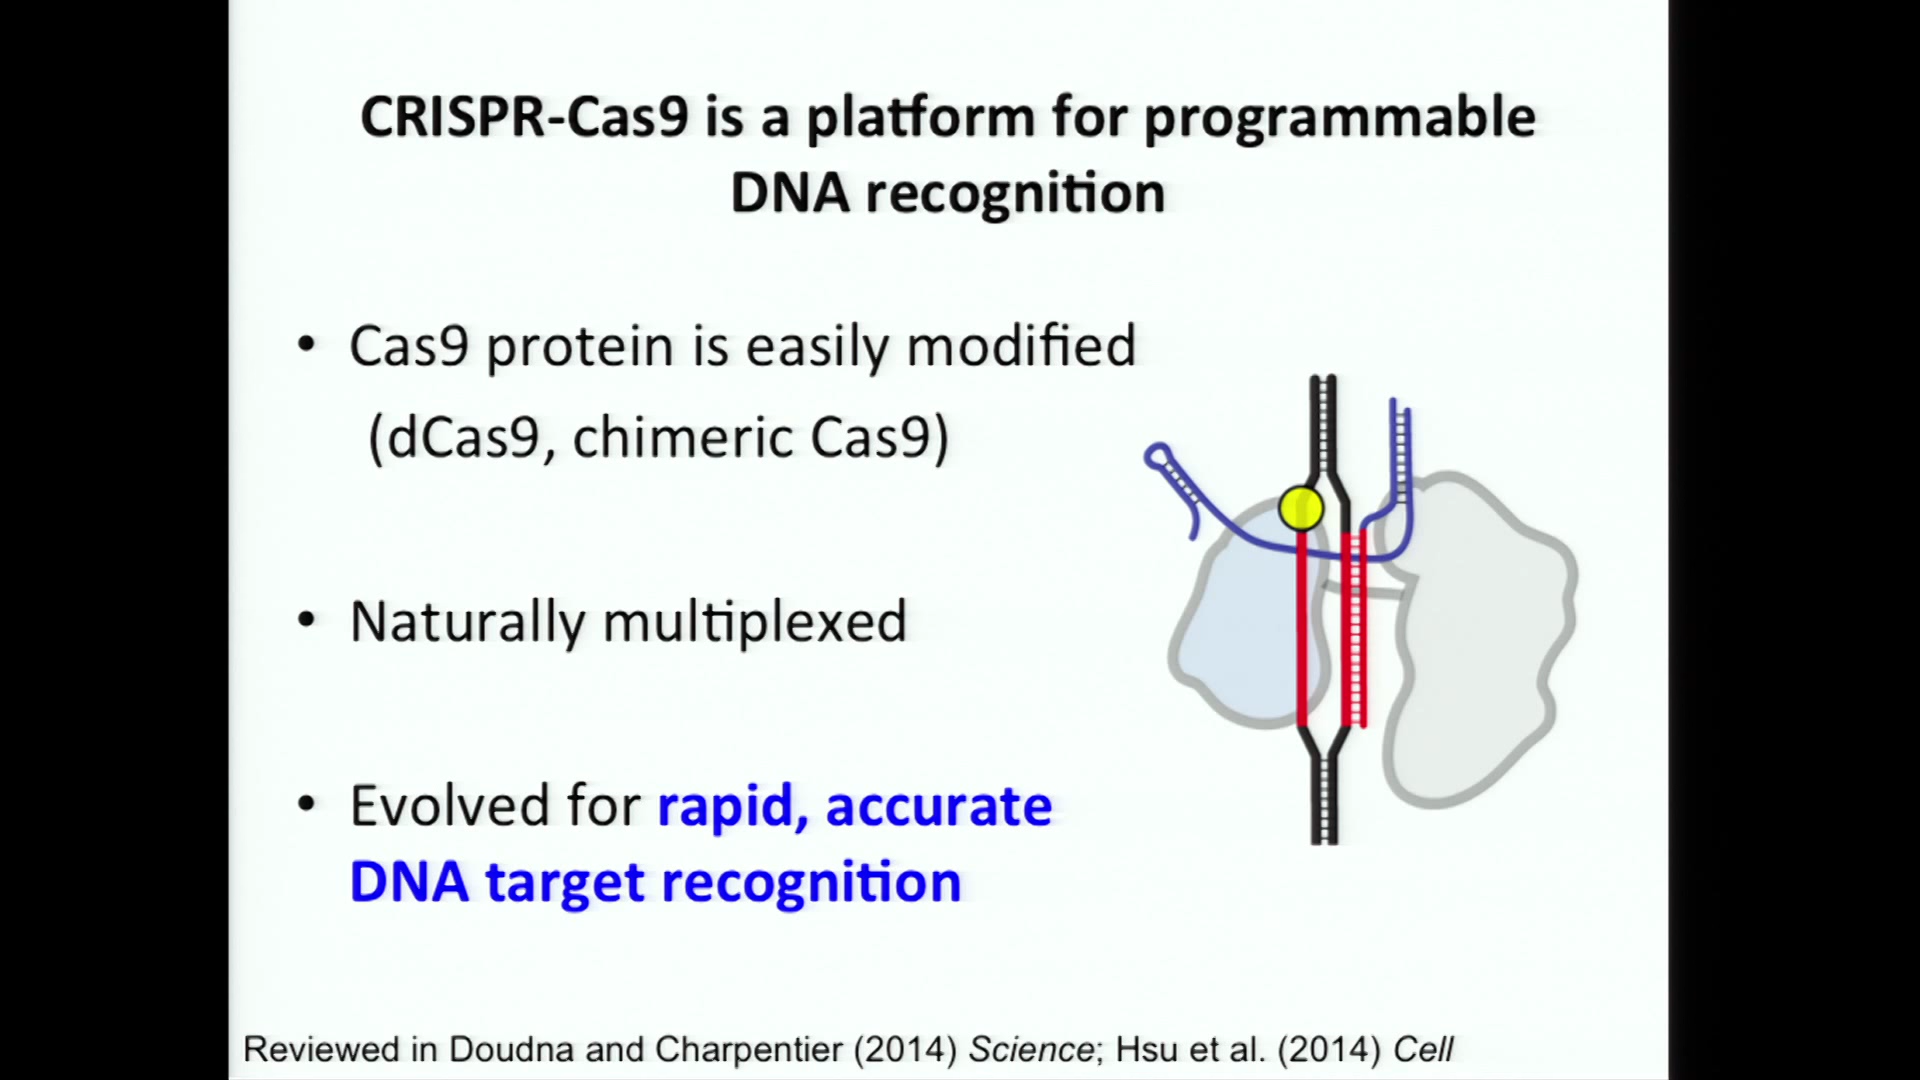 CRISPR-Cas9 is a platform for programmable
DNA recognition
• Cas9 protein is easily modified
(dCas9, chimeric Cas9)
• Naturally multiplexed
• Evolved for rapid, accurate
DNA target recognition
Reviewed in Doudna and Charpentier (2014) Science; Hsu et al. (2014) Cell